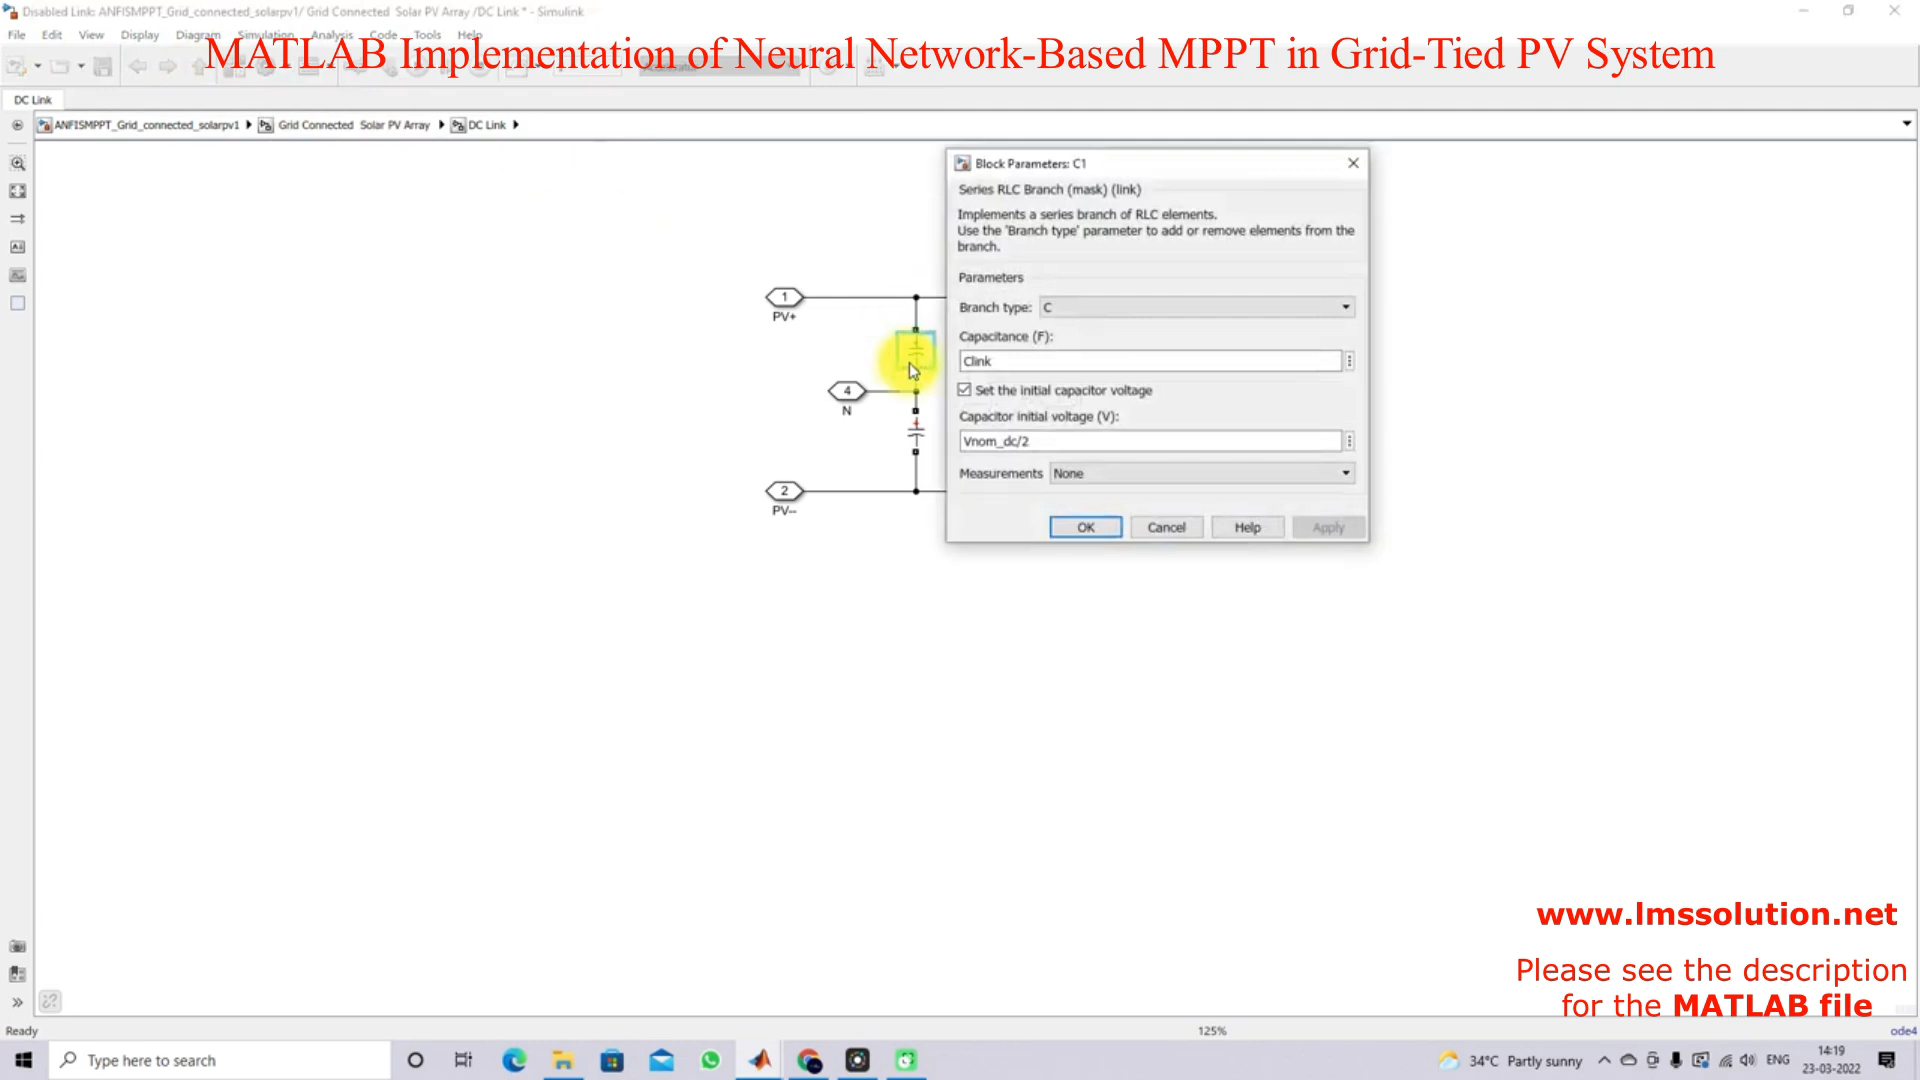 Disabled Link: ANFISMPPT_Grid_connected_solarpv1/ Grid Connected Solar PV Array /DC Link * - Simulink
File Edit View Display Diagram Simulation Analysis Code Tools Help
MATLAB Implementation of Neural Network-Based MPPT in Grid-Tied PV System
DC Link
ANFISMPPT_Grid_connected_solarpv1 Grid Connected Solar PV Array DC Link
Block Parameters: C1
Series RLC Branch (mask) (link)
Implements a series branch of RLC elements.
Use the 'Branch type' parameter to add or remove elements from the
branch.
Parameters
Branch type: C
Capacitance (F):
Clink
Set the initial capacitor voltage
Capacitor initial voltage (V):
Vnom_dc/2
Measurements None
OK Cancel Help Apply
1
PV+
4
N
2
PV--
www.lmssolution.net
Please see the description
for the MATLAB file
Ready 125% ode4
Type here to search
34°C Partly sunny ENG
14:19
23-03-2022